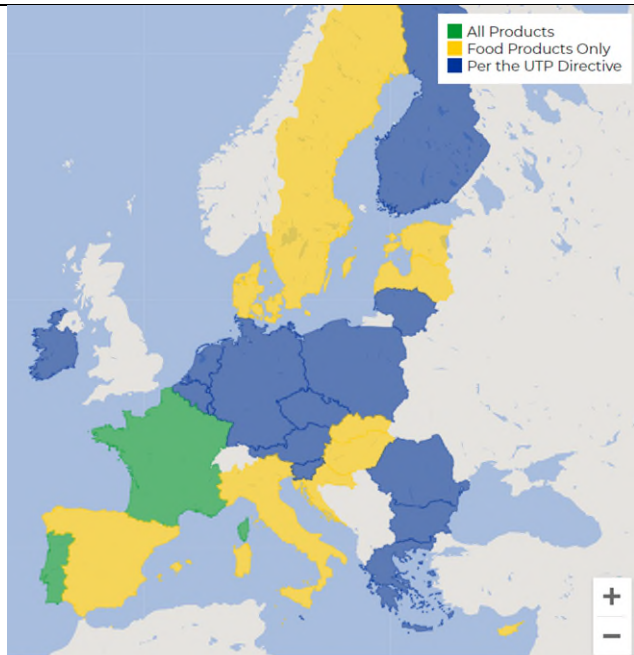 All Products
Food Products Only
Per the UTP Directive
+
−